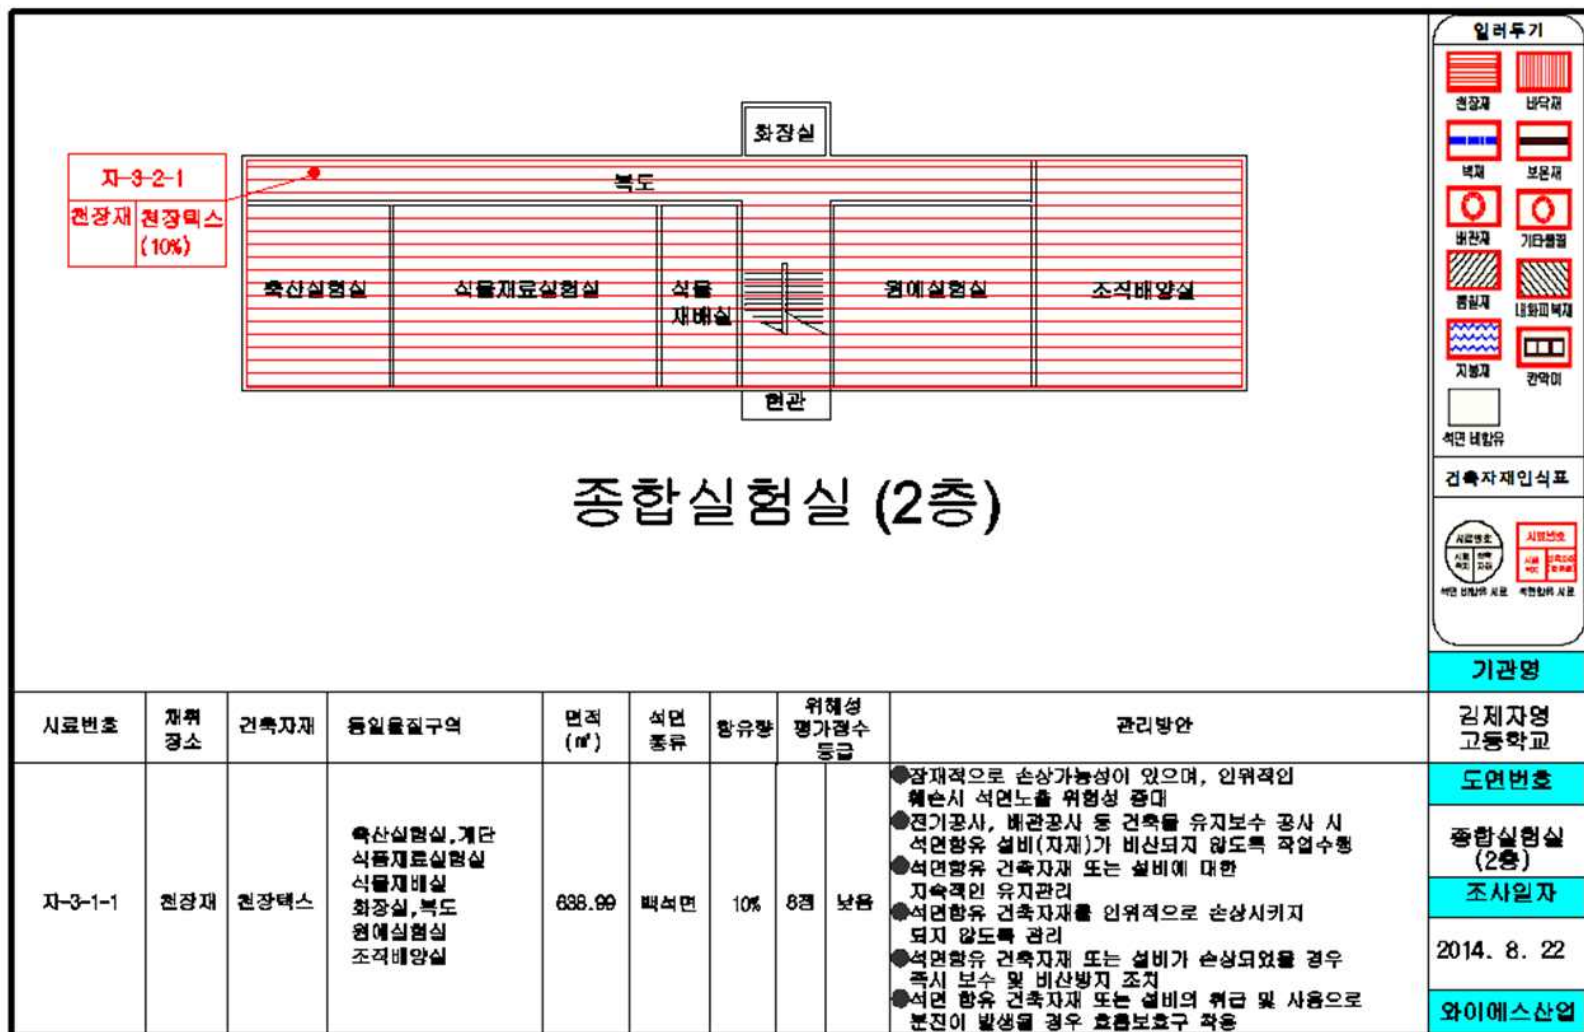 화장실
자-3-2-1
천장재
천장텍스
(10%)
복도
축산실험실
식물재료실험실
식물
재배실
원예실험실
조직배양실
현관
종합실험실 (2층)
일러두기
천장재
바닥재
벽재
보온재
배관재
기타물질
봉질재
내화피복재
지붕재
칸막이
석면 비함유
건축자재인식표
시료번호
석면 비함유 시료
시료번호
석면함유 시료
기관명
김제자영
고등학교
도면번호
종합실험실
(2층)
조사일자
2014. 8. 22
와이에스산업
시료번호
채취
장소
건축자재
동일물질구역
면적
(㎡)
석면
종류
함유량
위해성
평가점수
등급
관리방안
자-3-1-1
천장재
천장텍스
축산실험실,계단
식품재료실험실
식물재배실
화장실,복도
원예실험실
조직배양실
백석면
10%
낮음
●잠재적으로 손상가능성이 있으며, 인위적인
훼손시 석면노출 위험성 증대
●전기공사, 배관공사 등 건축물 유지보수 공사 시
석면함유 설비(자재)가 비산되지 않도록 작업수행
●석면함유 건축자재 또는 설비에 대한
지속적인 유지관리
●석면함유 건축자재를 인위적으로 손상시키지
되지 않도록 관리
●석면함유 건축자재 또는 설비가 손상되었을 경우
즉시 보수 및 비산방지 조치
●석면 함유 건축자재 또는 설비의 취급 및 사용으로
분진이 발생될 경우 호흡보호구 착용